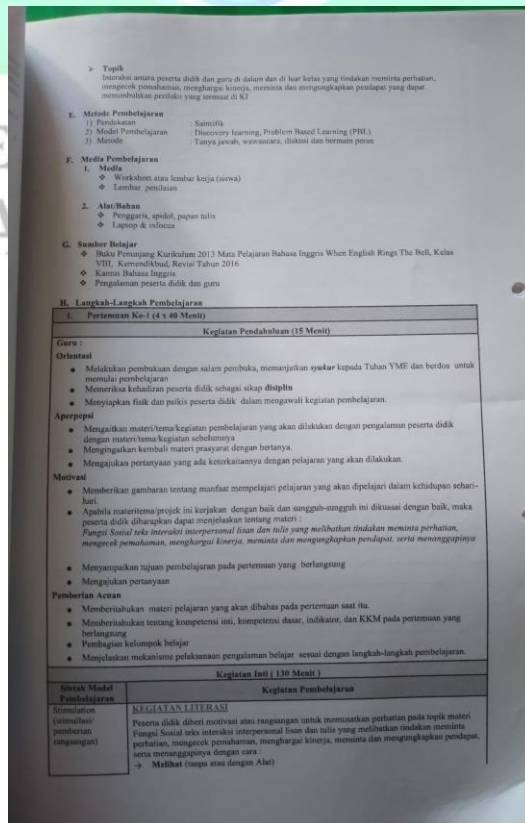 ➢ Topik
Interaksi antara peserta didik dan guru di dalam dan di luar kelas yang tindakan meminta perhatian,
mengecek pemahaman, menghargai kinerja, meminta dan mengungkapkan pendapat yang dapat
menumbuhkan perilaku yang termuat di KI
E. Metode Pembelajaran
1) Pendekatan : Saintifik
2) Model Pembelajaran : Discovery learning, Problem Based Learning (PBL)
3) Metode : Tanya jawab, wawancara, diskusi dan bermain peran
F. Media Pembelajaran
1. Media
❖ Worksheet atau lembar kerja (siswa)
❖ Lembar penilaian
2. Alat/Bahan
❖ Penggaris, spidol, papan tulis
❖ Laptop & infocus
G. Sumber Belajar
❖ Buku Penunjang Kurikulum 2013 Mata Pelajaran Bahasa Inggris When English Rings The Bell, Kelas
VIII, Kemendikbud, Revisi Tahun 2016
❖ Kamus Bahasa Inggris
❖ Pengalaman peserta didik dan guru
H. Langkah-Langkah Pembelajaran
1. Pertemuan Ke-1 (4 x 40 Menit)
Kegiatan Pendahuluan (15 Menit)
Guru :
Orientasi
● Melakukan pembukaan dengan salam pembuka, memanjatkan syukur kepada Tuhan YME dan berdoa untuk
memulai pembelajaran
● Memeriksa kehadiran peserta didik sebagai sikap disiplin
● Menyiapkan fisik dan psikis peserta didik dalam mengawali kegiatan pembelajaran.
Aperpepsi
● Mengaitkan materi/tema/kegiatan pembelajaran yang akan dilakukan dengan pengalaman peserta didik
dengan materi/tema/kegiatan sebelumnya
● Mengingatkan kembali materi prasyarat dengan bertanya.
● Mengajukan pertanyaan yang ada keterkaitannya dengan pelajaran yang akan dilakukan.
Motivasi
● Memberikan gambaran tentang manfaat mempelajari pelajaran yang akan dipelajari dalam kehidupan sehari-
hari.
● Apabila materitema/projek ini kerjakan dengan baik dan sungguh-sungguh ini dikuasai dengan baik, maka
peserta didik diharapkan dapat menjelaskan tentang materi :
Fungsi Sosial teks interaksi interpersonal lisan dan tulis yang melibatkan tindakan meminta perhatian,
mengecek pemahaman, menghargai kinerja, meminta dan mengungkapkan pendapat, serta menanggapinya
● Menyampaikan tujuan pembelajaran pada pertemuan yang berlangsung
● Mengajukan pertanyaan
Pemberian Acuan
● Memberitahukan materi pelajaran yang akan dibahas pada pertemuan saat itu.
● Memberitahukan tentang kompetensi inti, kompetensi dasar, indikator, dan KKM pada pertemuan yang
berlangsung
● Pembagian kelompok belajar
● Menjelaskan mekanisme pelaksanaan pengalaman belajar sesuai dengan langkah-langkah pembelajaran.
Kegiatan Inti ( 130 Menit )
Sintak Model
Pembelajaran
Kegiatan Pembelajaran
Stimulation
(stimullasi/
pemberian
rangsangan)
KEGIATAN LITERASI
Peserta didik diberi motivasi atau rangsangan untuk memusatkan perhatian pada topik materi
Fungsi Sosial teks interaksi interpersonal lisan dan tulis yang melibatkan tindakan meminta
perhatian, mengecek pemahaman, menghargai kinerja, meminta dan mengungkapkan pendapat,
serta menanggapinya dengan cara :
→ Melihat (tanpa atau dengan Alat)